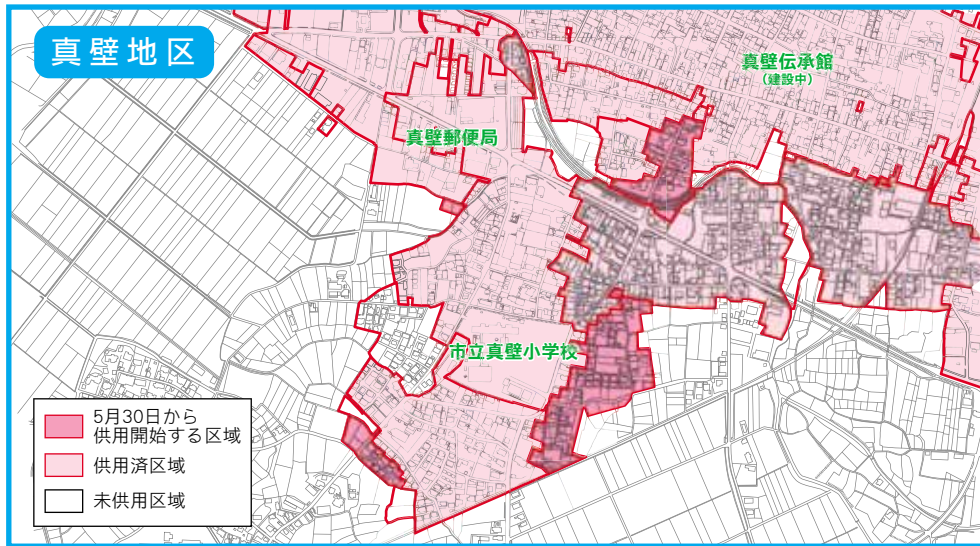 真壁地区
真壁伝承館
(建設中)
真壁郵便局
市立真壁小学校
5月30日から
供用開始する区域
供用済区域
未供用区域